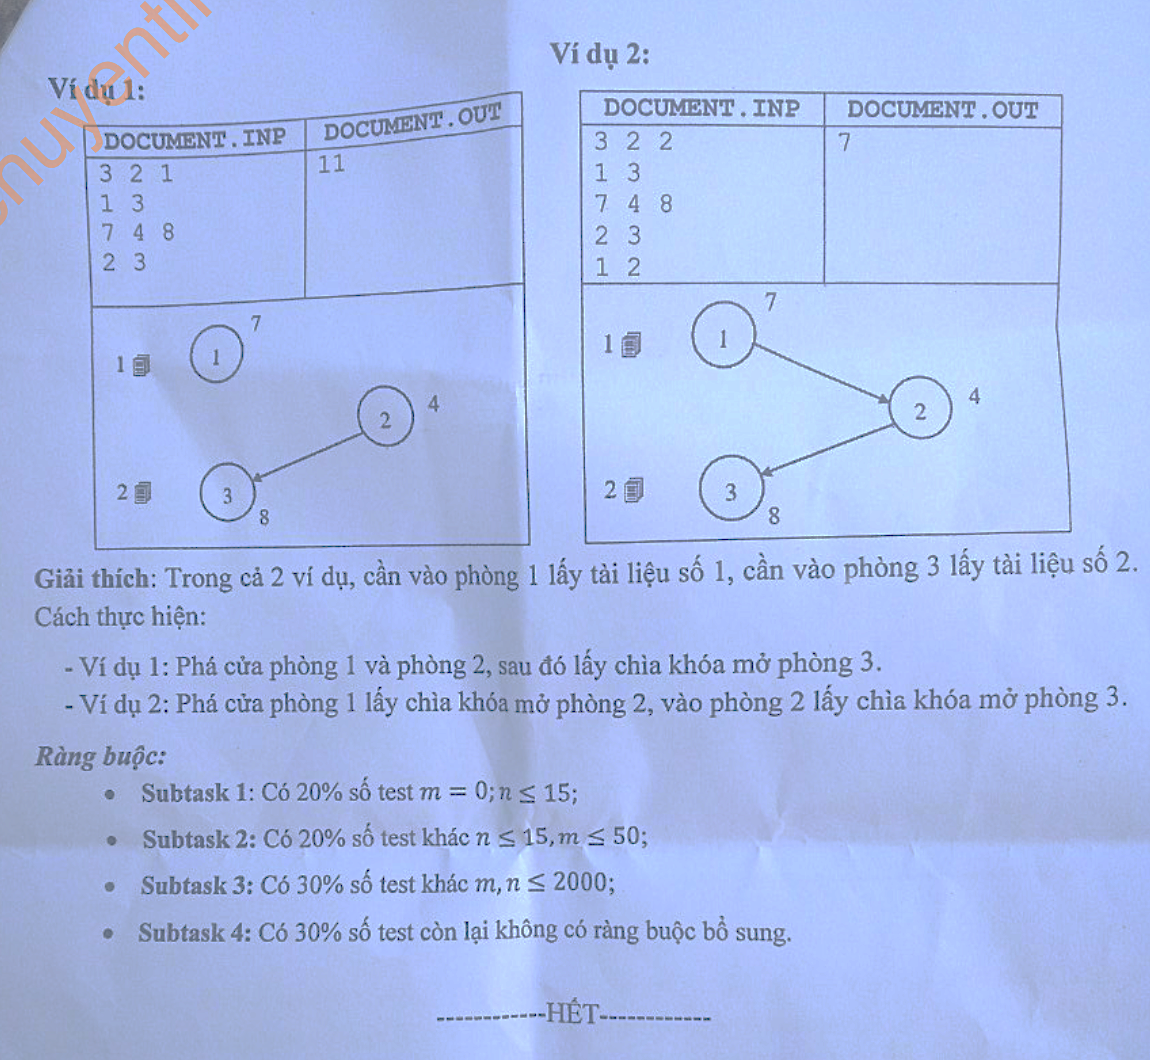 Ví dụ 1:
DOCUMENT.INP DOCUMENT.OUT
3 2 1 11
1 3
7 4 8
2 3
1 1 7
2 4
2 3 8
Ví dụ 2:
DOCUMENT.INP DOCUMENT.OUT
3 2 2 7
1 3
7 4 8
2 3
1 2
1 1 7
2 4
2 3 8
Giải thích: Trong cả 2 ví dụ, cần vào phòng 1 lấy tài liệu số 1, cần vào phòng 3 lấy tài liệu số 2.
Cách thực hiện:
- Ví dụ 1: Phá cửa phòng 1 và phòng 2, sau đó lấy chìa khóa mở phòng 3.
- Ví dụ 2: Phá cửa phòng 1 lấy chìa khóa mở phòng 2, vào phòng 2 lấy chìa khóa mở phòng 3.
Ràng buộc:
• Subtask 1: Có 20% số test m = 0; n ≤ 15;
• Subtask 2: Có 20% số test khác n ≤ 15, m ≤ 50;
• Subtask 3: Có 30% số test khác m, n ≤ 2000;
• Subtask 4: Có 30% số test còn lại không có ràng buộc bổ sung.
------------HẾT------------